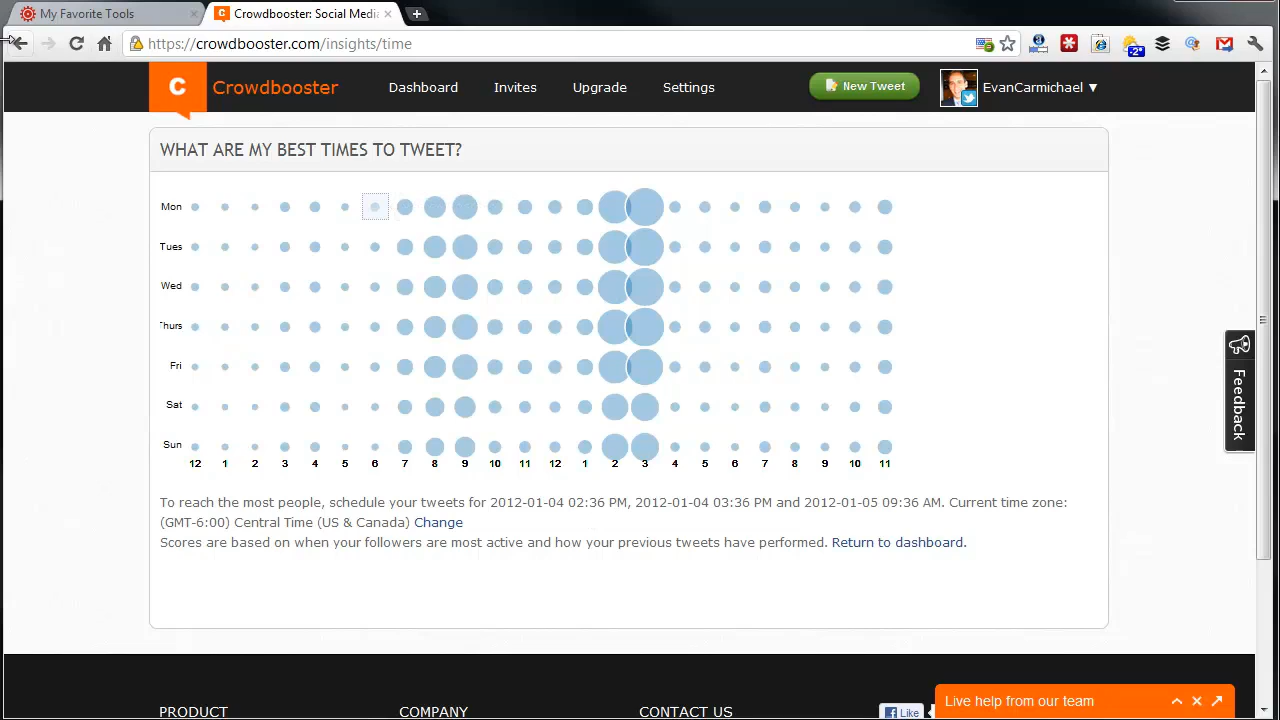 My Favorite Tools
Crowdbooster: Social Media
https://crowdbooster.com/insights/time
-2°
C
Crowdbooster
Dashboard
Invites
Upgrade
Settings
New Tweet
EvanCarmichael ▼
WHAT ARE MY BEST TIMES TO TWEET?
Mon
Tues
Wed
Thurs
Fri
Sat
Sun
12 1 2 3 4 5 6 7 8 9 10 11 12 1 2 3 4 5 6 7 8 9 10 11
To reach the most people, schedule your tweets for 2012-01-04 02:36 PM, 2012-01-04 03:36 PM and 2012-01-05 09:36 AM. Current time zone:
(GMT-6:00) Central Time (US & Canada) Change
Scores are based on when your followers are most active and how your previous tweets have performed. Return to dashboard.
Feedback
PRODUCT
COMPANY
CONTACT US
Like
Live help from our team